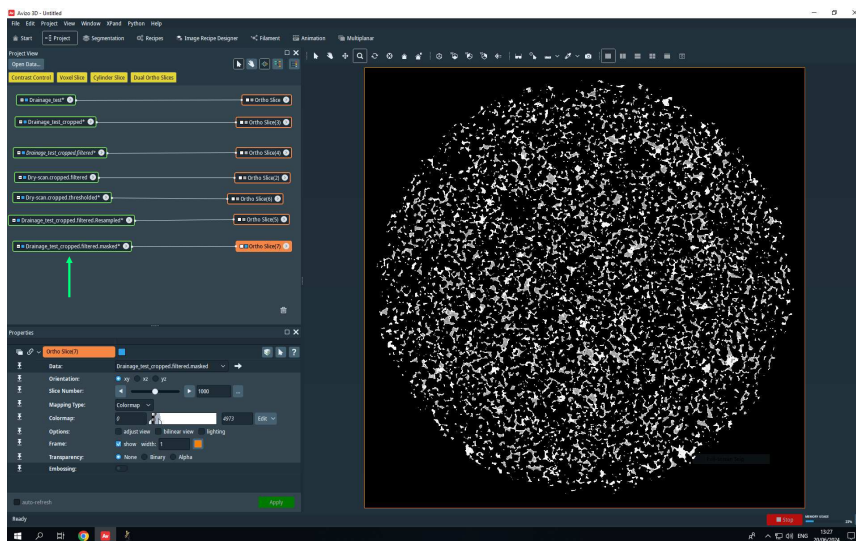 Avizo 3D - Untitled
File Edit Project View Window XPand Python Help
Start Project Segmentation Recipes Image Recipe Designer Filament Animation Multiplanar
Project View
Open Data...
Contrast Control Voxel Slice Cylinder Slice Dual Ortho Slices
Drainage_test* Ortho Slice
Drainage_test_cropped* Ortho Slice(3)
Drainage_test_cropped.filtered* Ortho Slice(4)
Dry-scan.cropped.filtered Ortho Slice(2)
Dry-scan.cropped.thresholded* Ortho Slice(6)
Drainage_test_cropped.filtered.Resampled* Ortho Slice(5)
Drainage_test_cropped.filtered.masked* Ortho Slice(7)
Properties
Ortho Slice(7) ?
Data: Drainage_test_cropped.filtered.masked
Orientation: xy xz yz
Slice Number: 1000 ...
Mapping Type: Colormap
Colormap: 0 4973 Edit
Options: adjust view bilinear view lighting
Frame: show width: 1
Transparency: None Binary Alpha
Embossing:
auto-refresh Apply
Ready Stop MEMORY USAGE
ENG 13:27
20/06/2024